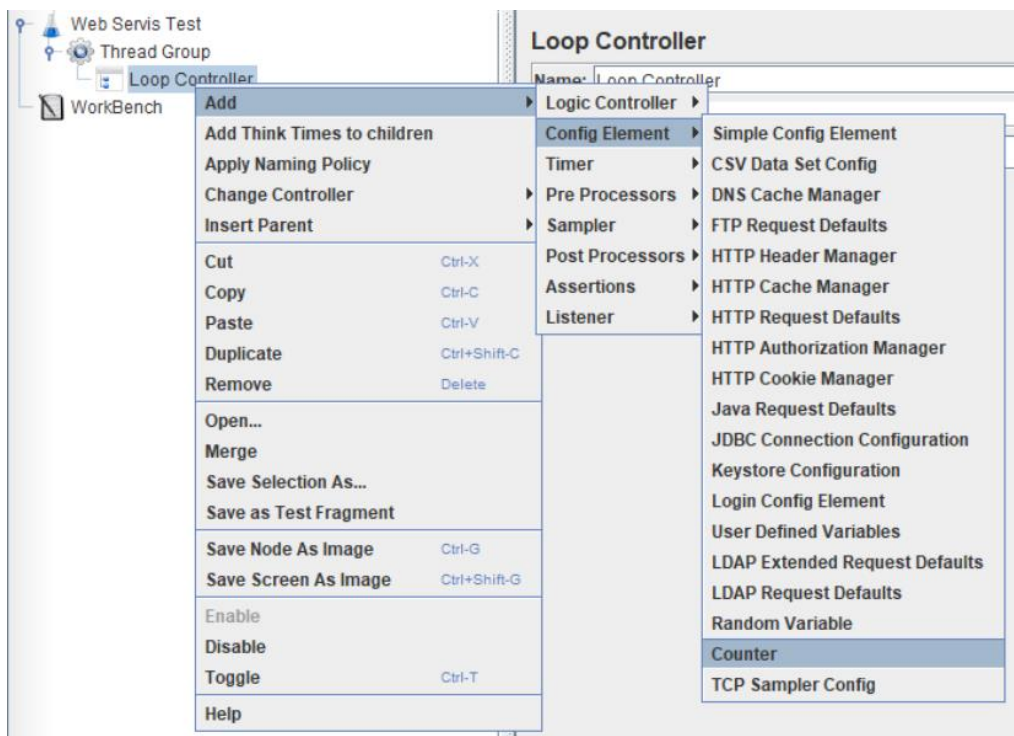 Web Servis Test
Thread Group
Loop Controller
WorkBench
Loop Controller
Name: Loop Controller
Add
Add Think Times to children
Apply Naming Policy
Change Controller
Insert Parent
Cut Ctrl-X
Copy Ctrl-C
Paste Ctrl-V
Duplicate Ctrl+Shift-C
Remove Delete
Open...
Merge
Save Selection As...
Save as Test Fragment
Save Node As Image Ctrl-G
Save Screen As Image Ctrl+Shift-G
Enable
Disable
Toggle Ctrl-T
Help
Logic Controller
Config Element
Timer
Pre Processors
Sampler
Post Processors
Assertions
Listener
Simple Config Element
CSV Data Set Config
DNS Cache Manager
FTP Request Defaults
HTTP Header Manager
HTTP Cache Manager
HTTP Request Defaults
HTTP Authorization Manager
HTTP Cookie Manager
Java Request Defaults
JDBC Connection Configuration
Keystore Configuration
Login Config Element
User Defined Variables
LDAP Extended Request Defaults
LDAP Request Defaults
Random Variable
Counter
TCP Sampler Config